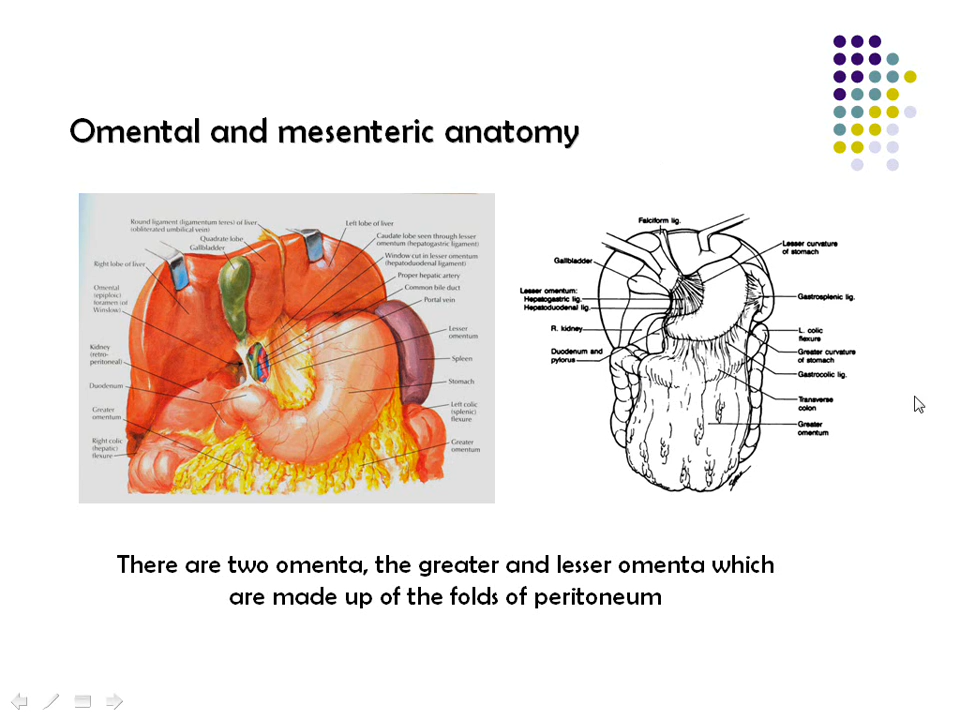 Omental and mesenteric anatomy
Round ligament (ligamentum teres) of liver
(obliterated umbilical vein)
Quadrate lobe
Gallbladder
Right lobe of liver
Omental
(epiploic)
foramen (of
Winslow)
Kidney
(retro-
peritoneal)
Duodenum
Greater
omentum
Right colic
(hepatic)
flexure
Left lobe of liver
Caudate lobe seen through lesser
omentum (hepatogastric ligament)
Window cut in lesser omentum
(hepatoduodenal ligament)
Proper hepatic artery
Common bile duct
Portal vein
Lesser
omentum
Spleen
Stomach
Left colic
(splenic)
flexure
Greater
omentum
Falciform lig.
Gallbladder
Lesser omentum:
Hepatogastric lig.
Hepatoduodenal lig.
R. kidney
Duodenum and
pylorus
Lesser curvature
of stomach
Gastrosplenic lig.
L. colic
flexure
Greater curvature
of stomach
Gastrocolic lig.
Transverse
colon
Greater
omentum
There are two omenta, the greater and lesser omenta which
are made up of the folds of peritoneum